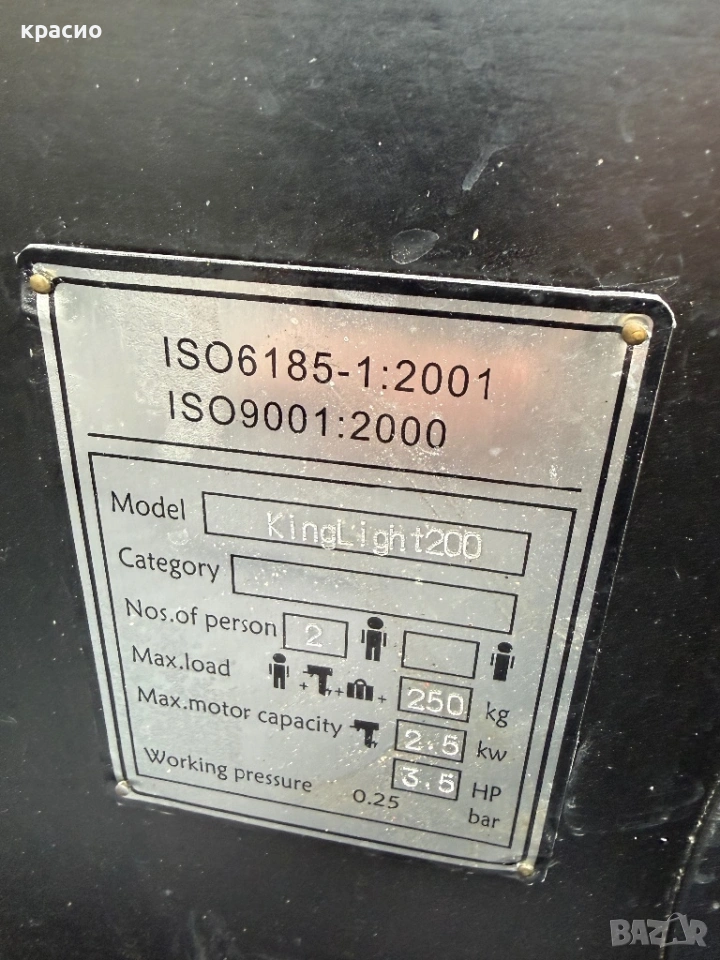 красио
ISO6185-1:2001
ISO9001:2000
Model KingLight200
Category
Nos.of person 2
Max.load + + + 250 kg
Max.motor capacity 2.5 kw
3.5 HP
Working pressure 0.25 bar
BAZAR